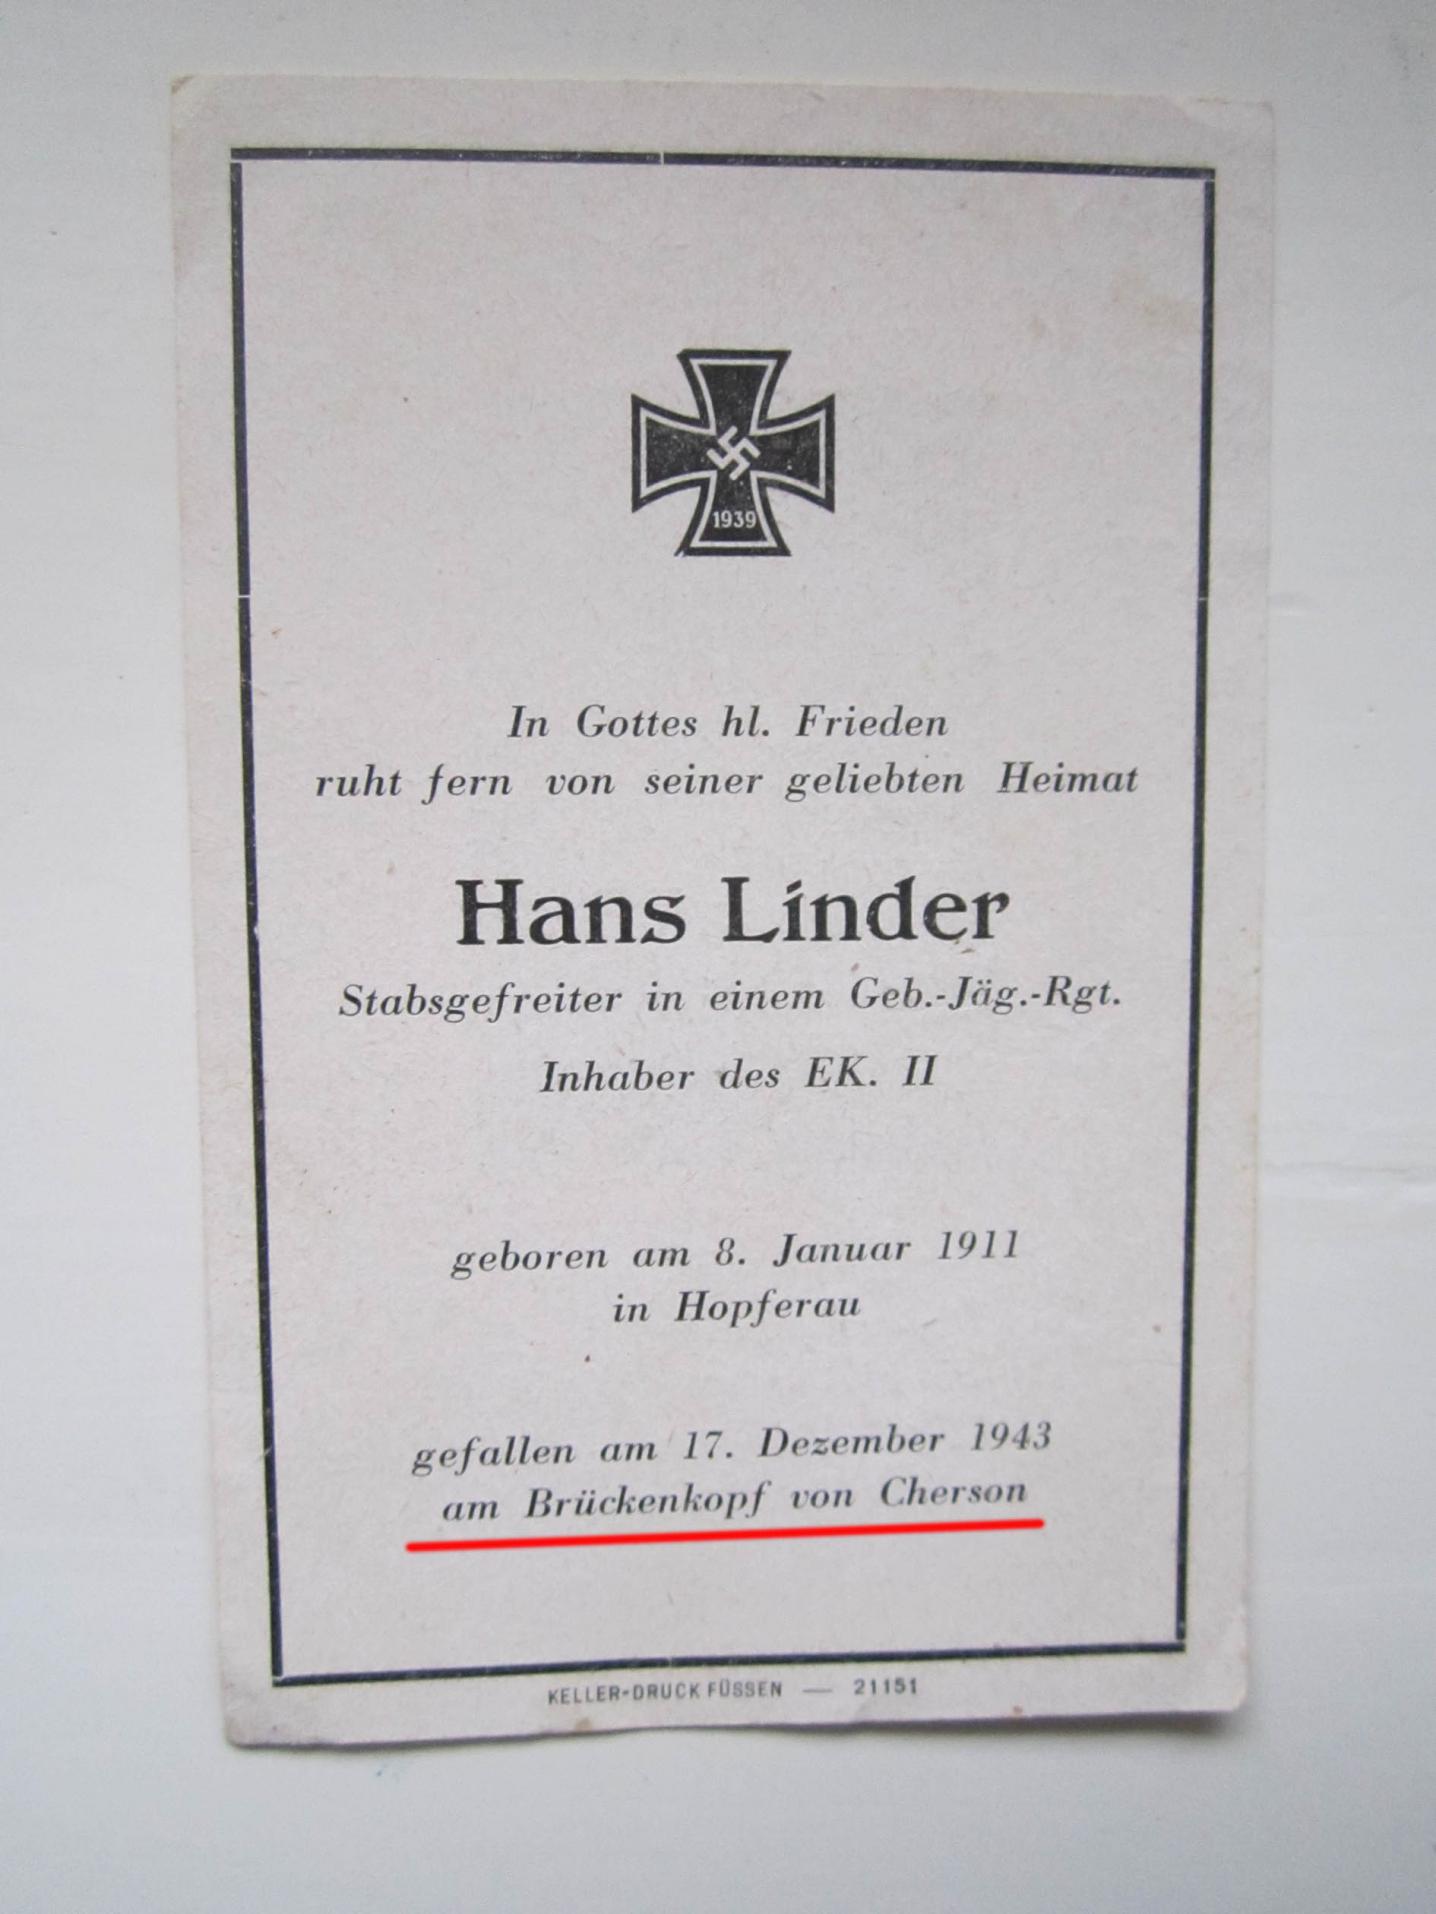 1939
In Gottes hl. Frieden
ruht fern von seiner geliebten Heimat
Hans Linder
Stabsgefreiter in einem Geb.-Jäg.-Rgt.
Inhaber des EK. II
geboren am 8. Januar 1911
in Hopferau
gefallen am 17. Dezember 1943
am Brückenkopf von Cherson
KELLER-DRUCK FÜSSEN — 21151